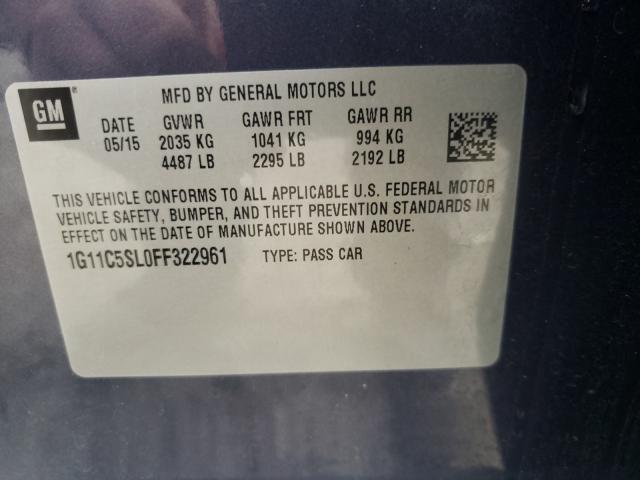 GM
MFD BY GENERAL MOTORS LLC
DATE GVWR GAWR FRT GAWR RR
05/15 2035 KG 1041 KG 994 KG
4487 LB 2295 LB 2192 LB
THIS VEHICLE CONFORMS TO ALL APPLICABLE U.S. FEDERAL MOTOR
VEHICLE SAFETY, BUMPER, AND THEFT PREVENTION STANDARDS IN
EFFECT ON THE DATE OF MANUFACTURE SHOWN ABOVE.
1G11C5SL0FF322961 TYPE: PASS CAR